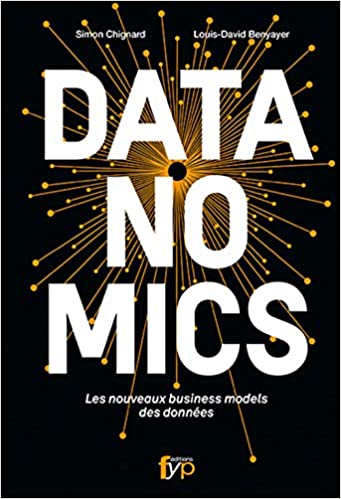 Simon Chignard Louis-David Benyayer
DATA
NO
MICS
Les nouveaux business models
des données
éditions
fyp